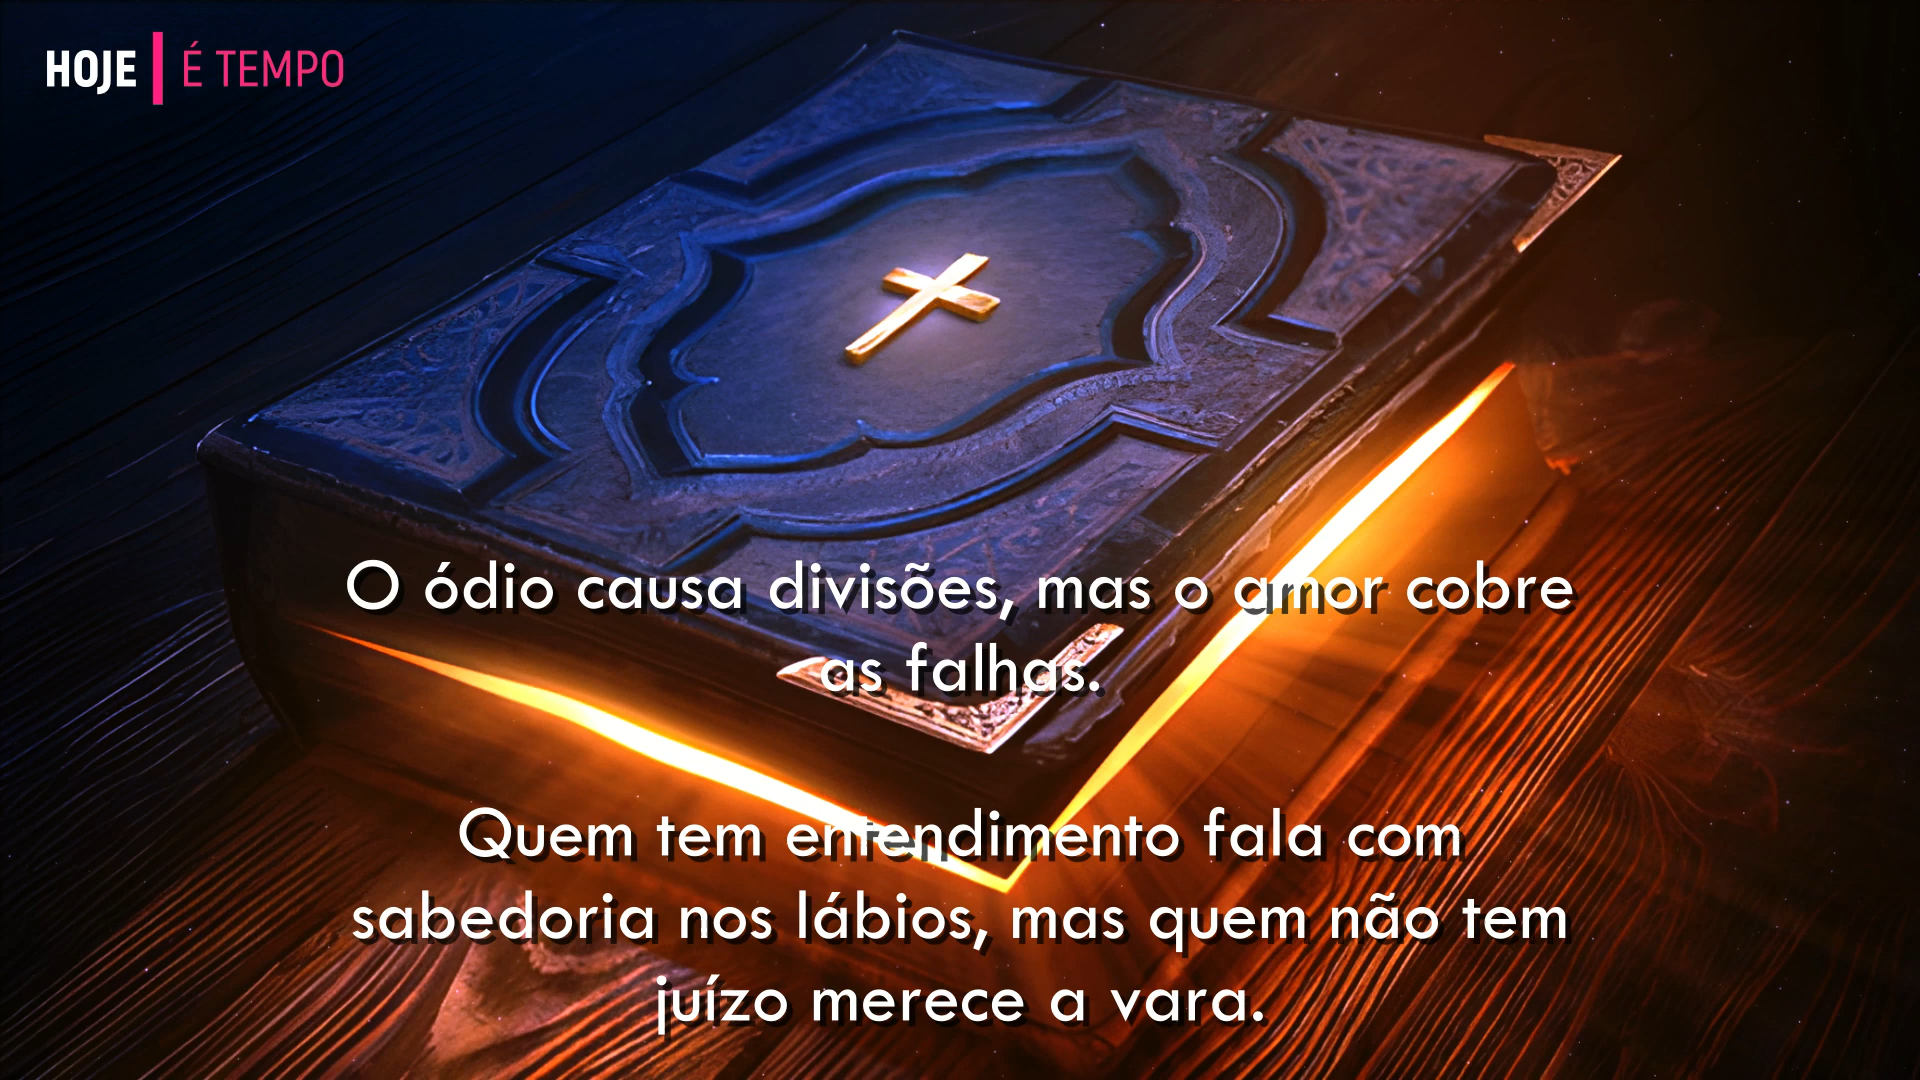 HOJE É TEMPO
O ódio causa divisões, mas o amor cobre
as falhas.
Quem tem entendimento fala com
sabedoria nos lábios, mas quem não tem
juízo merece a vara.